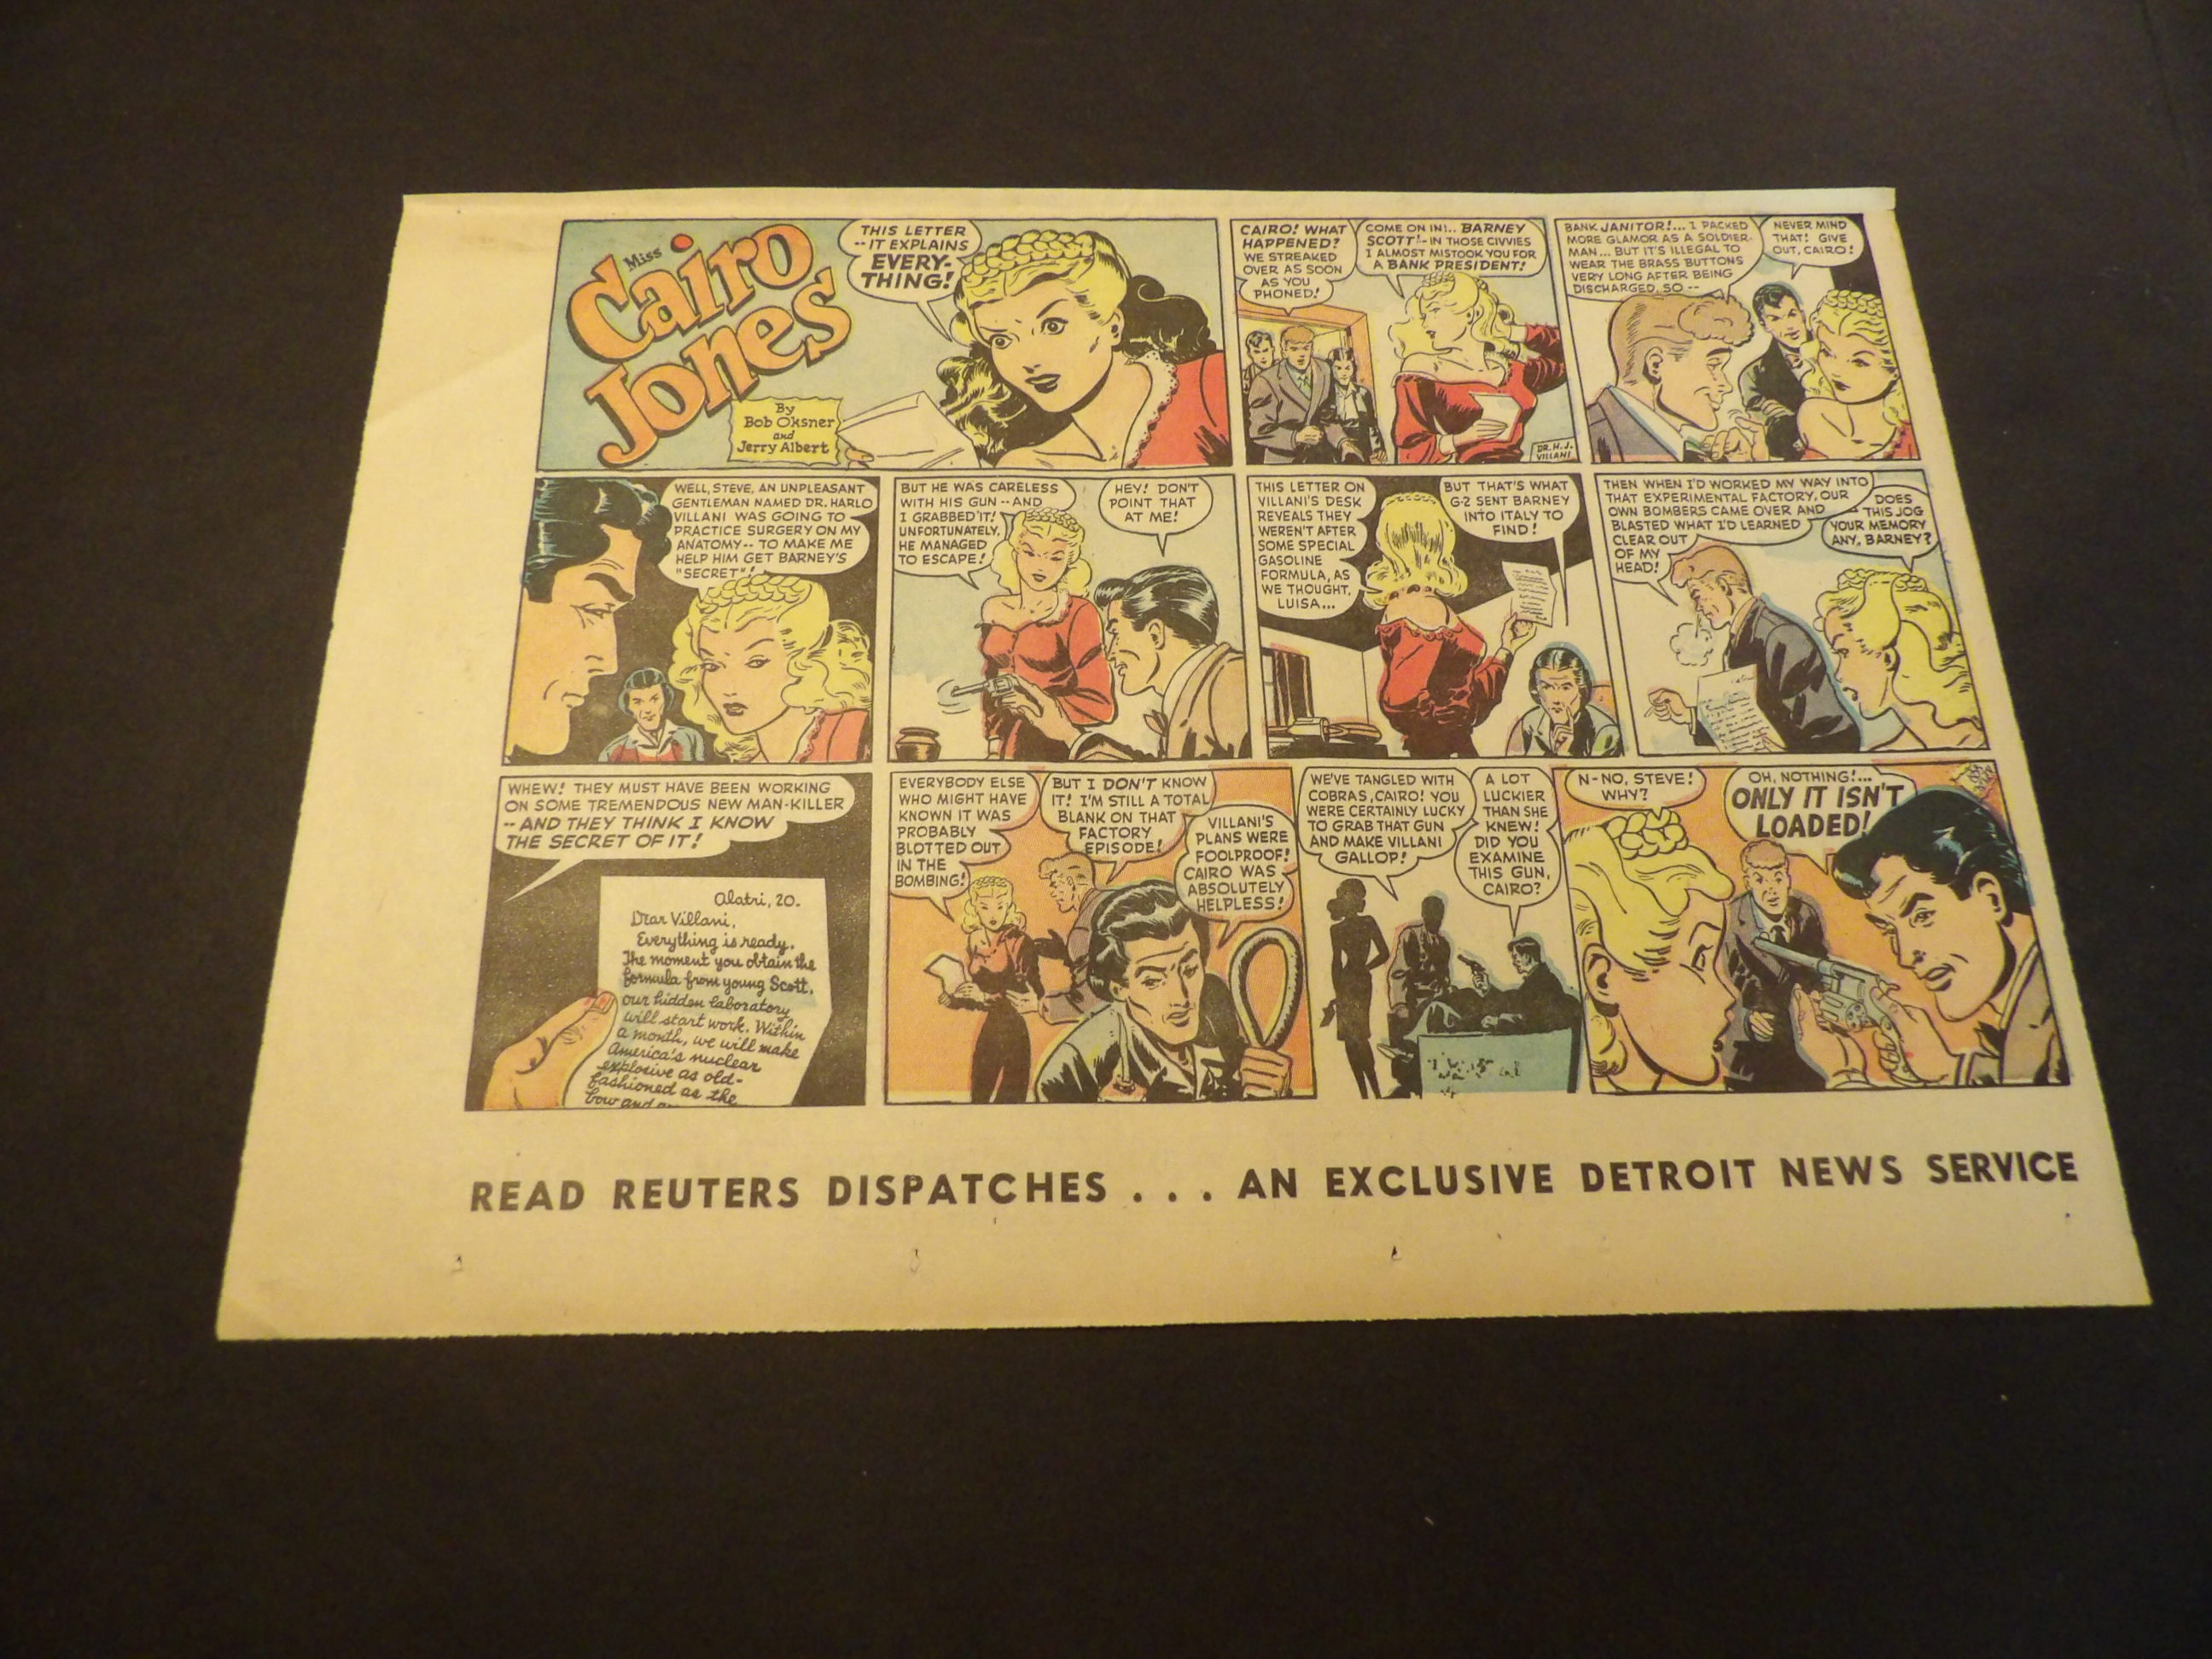 Miss
Cairo
Jones
By
Bob Oksner
and
Jerry Albert
THIS LETTER
-- IT EXPLAINS
EVERY-
THING!
CAIRO! WHAT
HAPPENED?
WE STREAKED
OVER AS SOON
AS YOU
PHONED!
COME ON IN!.. BARNEY
SCOTT!- IN THOSE CIVVIES
I ALMOST MISTOOK YOU FOR
A BANK PRESIDENT!
DR. H.J.
VILLANI
BANK JANITOR!... I PACKED
MORE GLAMOR AS A SOLDIER-
MAN... BUT IT'S ILLEGAL TO
WEAR THE BRASS BUTTONS
VERY LONG AFTER BEING
DISCHARGED, SO --
NEVER MIND
THAT! GIVE
OUT, CAIRO!
WELL, STEVE, AN UNPLEASANT
GENTLEMAN NAMED DR. HARLO
VILLANI WAS GOING TO
PRACTICE SURGERY ON MY
ANATOMY-- TO MAKE ME
HELP HIM GET BARNEY'S
"SECRET"!
BUT HE WAS CARELESS
WITH HIS GUN -- AND
I GRABBED IT!
UNFORTUNATELY,
HE MANAGED
TO ESCAPE!
HEY! DON'T
POINT THAT
AT ME!
THIS LETTER ON
VILLANI'S DESK
REVEALS THEY
WEREN'T AFTER
SOME SPECIAL
GASOLINE
FORMULA, AS
WE THOUGHT,
LUISA...
BUT THAT'S WHAT
G-2 SENT BARNEY
INTO ITALY TO
FIND!
THEN WHEN I'D WORKED MY WAY INTO
THAT EXPERIMENTAL FACTORY, OUR
OWN BOMBERS CAME OVER AND
BLASTED WHAT I'D LEARNED
CLEAR OUT
OF MY
HEAD!
DOES
THIS JOG
YOUR MEMORY
ANY, BARNEY?
WHEW! THEY MUST HAVE BEEN WORKING
ON SOME TREMENDOUS NEW MAN-KILLER
-- AND THEY THINK I KNOW
THE SECRET OF IT!
Alatri, 20.
Dear Villani,
Everything is ready.
The moment you obtain the
formula from young Scott,
our hidden laboratory
will start work. Within
a month, we will make
America's nuclear
explosive as old-
fashioned as the
bow and
EVERYBODY ELSE
WHO MIGHT HAVE
KNOWN IT WAS
PROBABLY
BLOTTED OUT
IN THE
BOMBING!
BUT I DON'T KNOW
IT! I'M STILL A TOTAL
BLANK ON THAT
FACTORY
EPISODE!
VILLANI'S
PLANS WERE
FOOLPROOF!
CAIRO WAS
ABSOLUTELY
HELPLESS!
WE'VE TANGLED WITH
COBRAS, CAIRO! YOU
WERE CERTAINLY LUCKY
TO GRAB THAT GUN
AND MAKE VILLANI
GALLOP!
A LOT
LUCKIER
THAN SHE
KNEW!
DID YOU
EXAMINE
THIS GUN,
CAIRO?
N-NO, STEVE!
WHY?
OH, NOTHING!...
ONLY IT ISN'T
LOADED!
READ REUTERS DISPATCHES . . . AN EXCLUSIVE DETROIT NEWS SERVICE